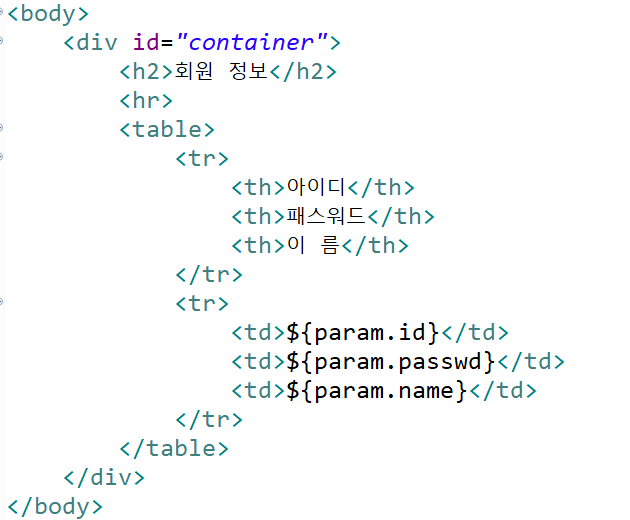 <body>
<div id="container">
<h2>회원 정보</h2>
<hr>
<table>
<tr>
<th>아이디</th>
<th>패스워드</th>
<th>이 름</th>
</tr>
<tr>
<td>${param.id}</td>
<td>${param.passwd}</td>
<td>${param.name}</td>
</tr>
</table>
</div>
</body>